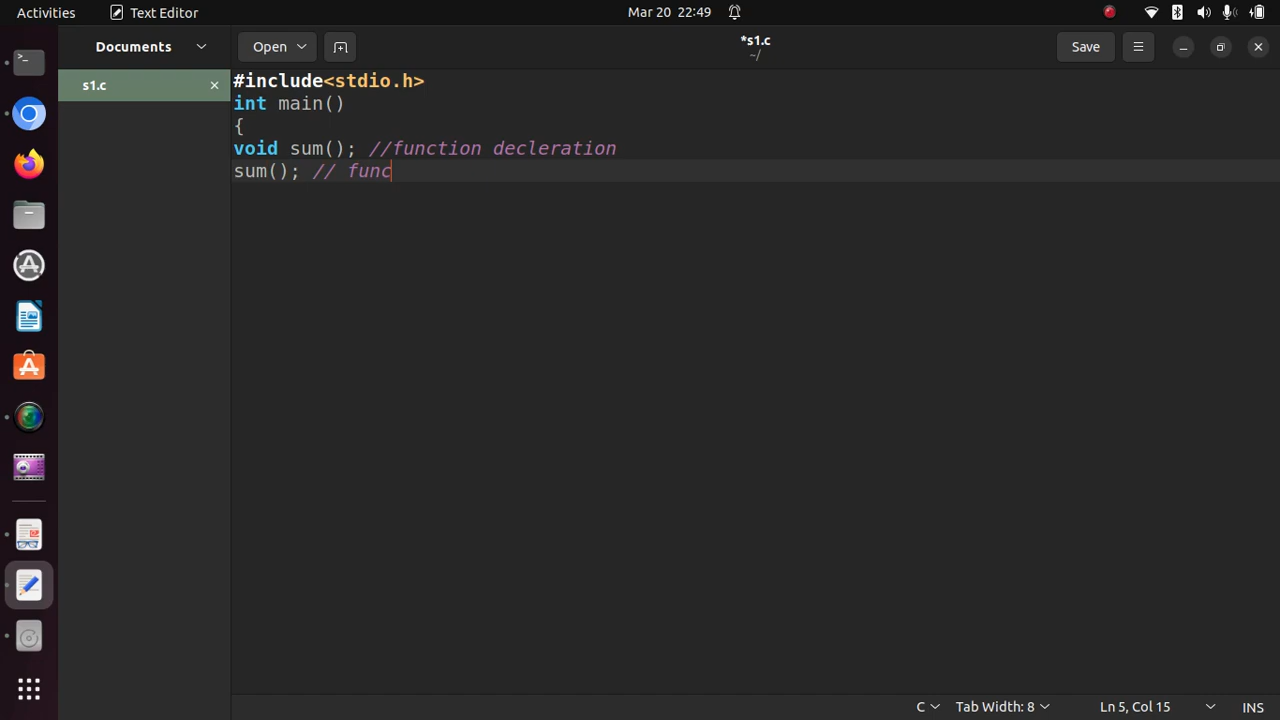 Activities Text Editor Mar 20 22:49
Documents Open *s1.c Save
~/
s1.c
#include<stdio.h>
int main()
{
void sum(); //function decleration
sum(); // func
C Tab Width: 8 Ln 5, Col 15 INS